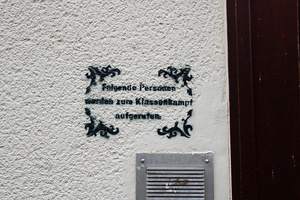 Folgende Personen
werden zum Klassenkampf
aufgerufen.